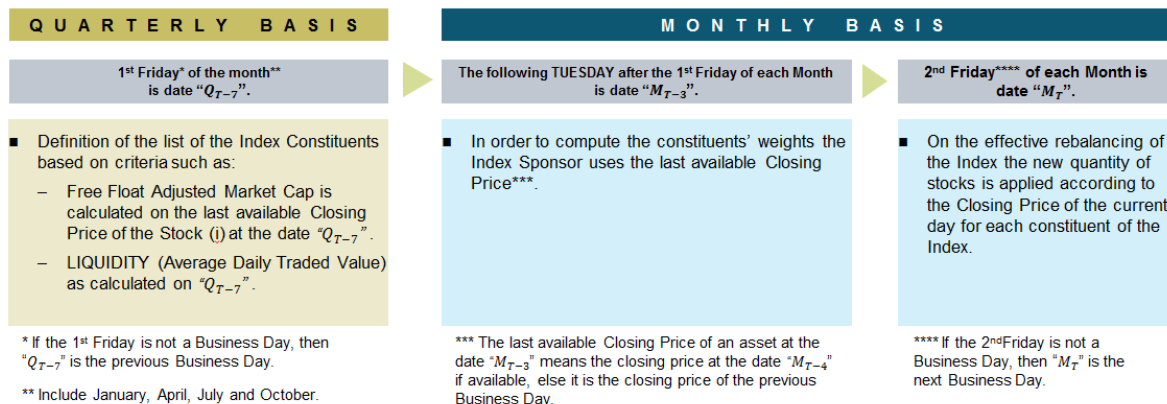 QUARTERLY BASIS
MONTHLY BASIS
1st Friday* of the month**
is date “Q_{T−7}”.
The following TUESDAY after the 1st Friday of each Month
is date “M_{T−3}”.
2nd Friday**** of each Month is
date “M_T”.
■ Definition of the list of the Index Constituents
based on criteria such as:
– Free Float Adjusted Market Cap is
calculated on the last available Closing
Price of the Stock (i) at the date “Q_{T−7}”.
– LIQUIDITY (Average Daily Traded Value)
as calculated on “Q_{T−7}”.
■ In order to compute the constituents’ weights the
Index Sponsor uses the last available Closing
Price***.
■ On the effective rebalancing of
the Index the new quantity of
stocks is applied according to
the Closing Price of the current
day for each constituent of the
Index.
* If the 1st Friday is not a Business Day, then
“Q_{T−7}” is the previous Business Day.
** Include January, April, July and October.
*** The last available Closing Price of an asset at the
date “M_{T−3}” means the closing price at the date “M_{T−4}”
if available, else it is the closing price of the previous
Business Day.
**** If the 2ndFriday is not a
Business Day, then “M_T” is the
next Business Day.